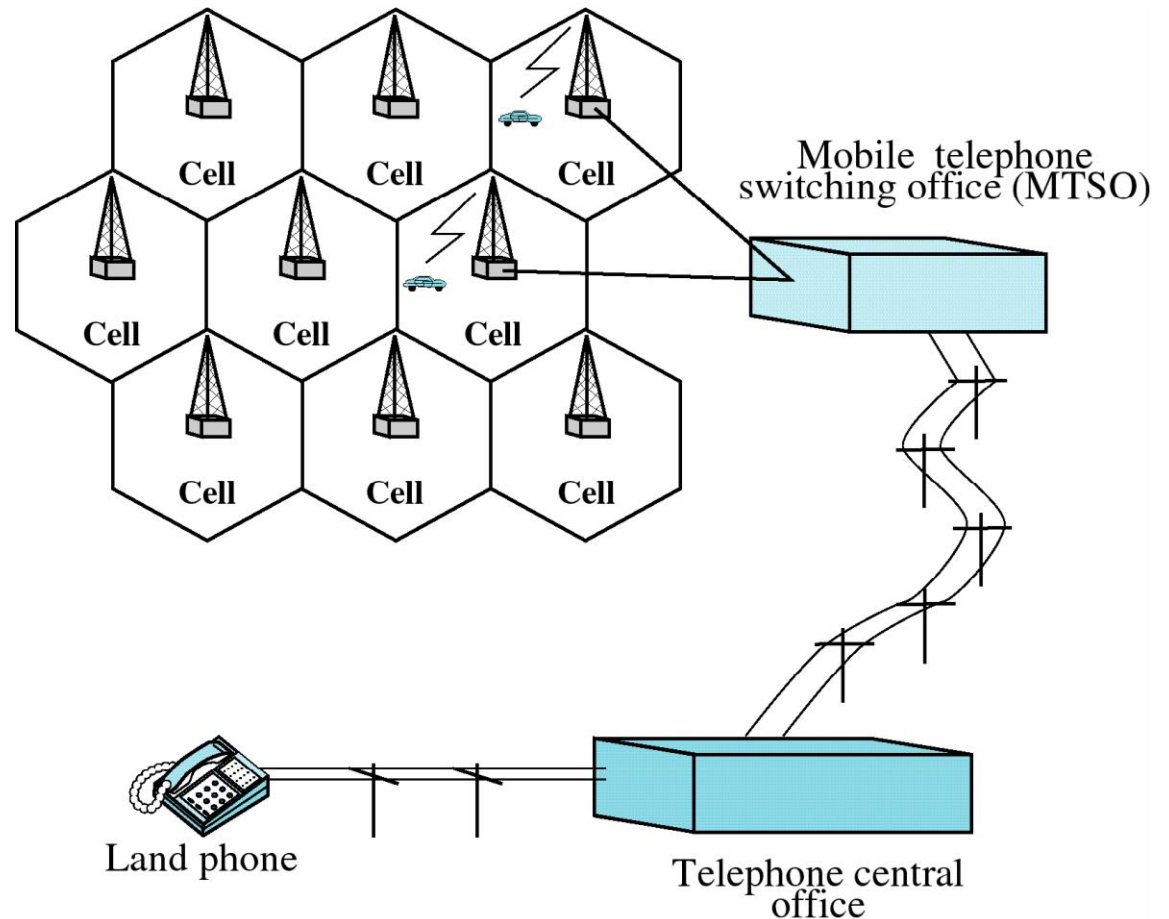 Cell
Cell
Cell
Mobile telephone
switching office (MTSO)
Cell
Cell
Cell
Cell
Cell
Cell
Land phone
Telephone central
office